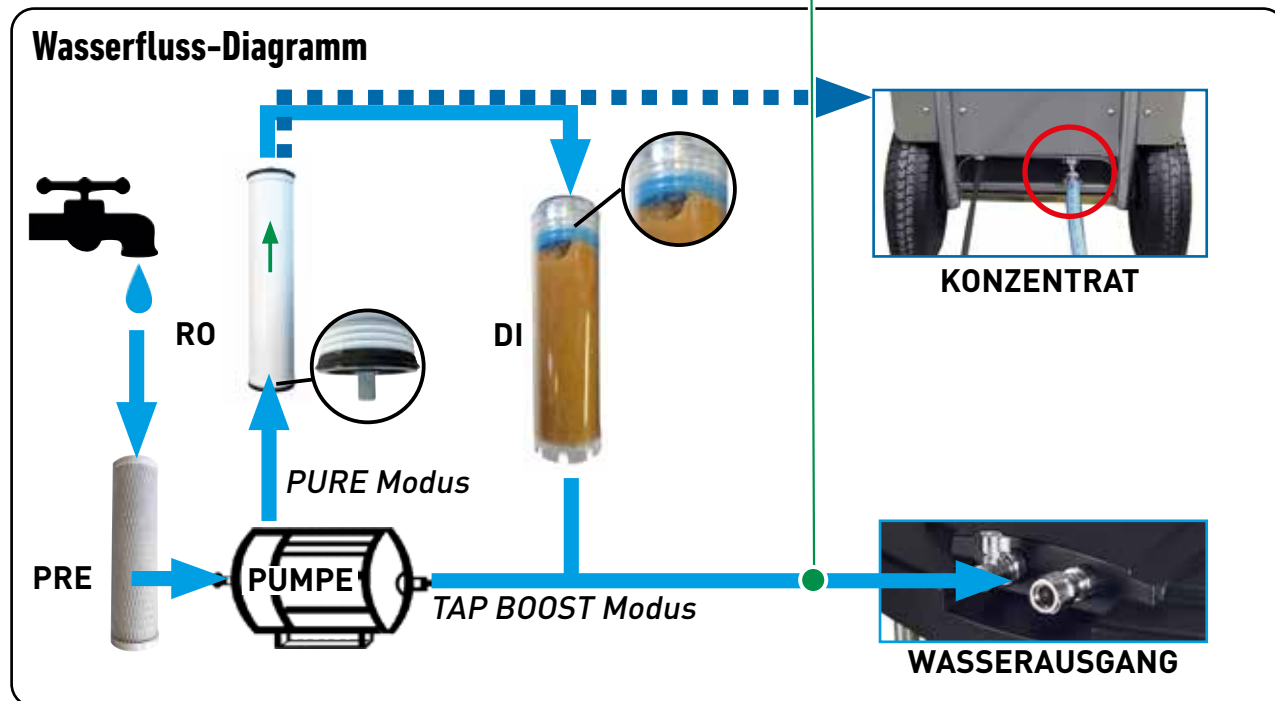 Wasserfluss-Diagramm
KONZENTRAT
RO
DI
PURE Modus
PRE
PUMPE
TAP BOOST Modus
WASSERAUSGANG